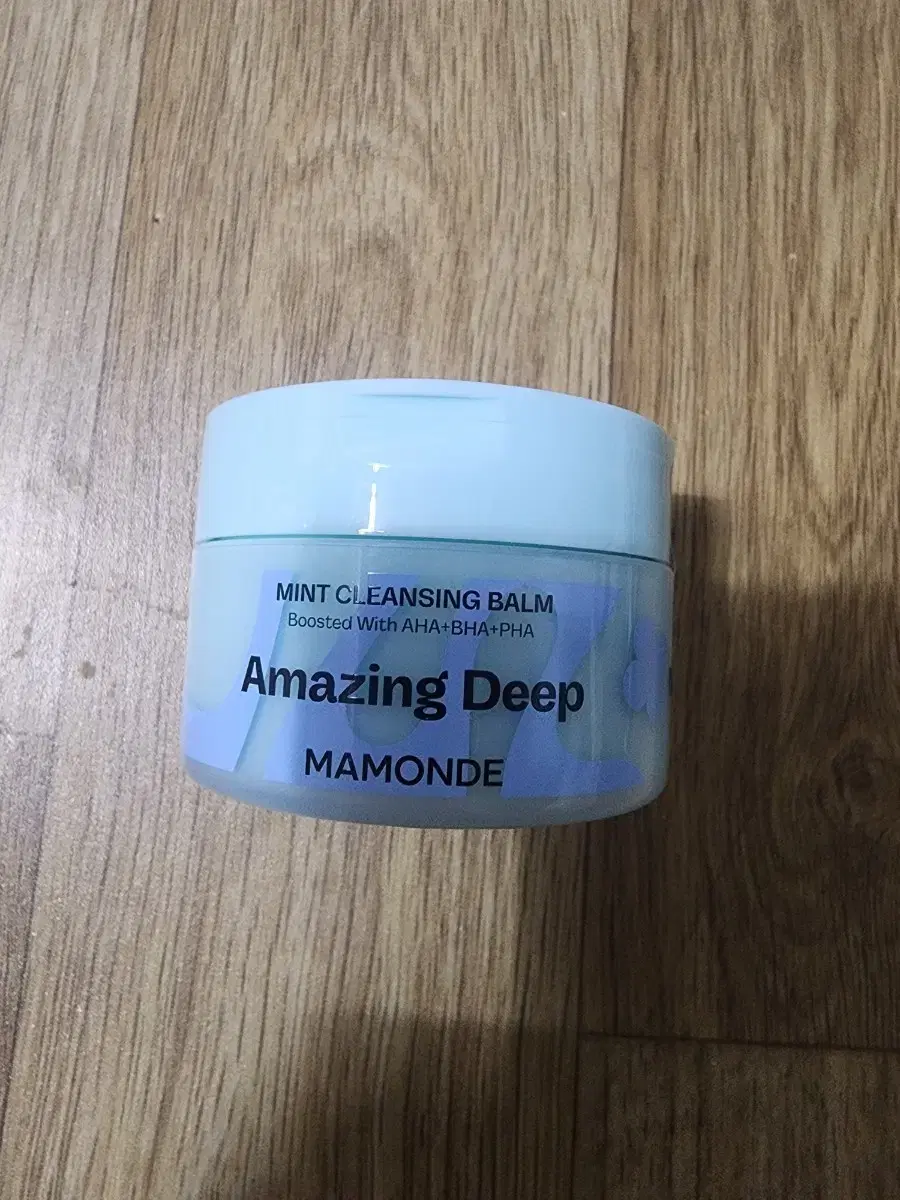 MINT CLEANSING BALM
Boosted With AHA+BHA+PHA
Amazing Deep
MAMONDE